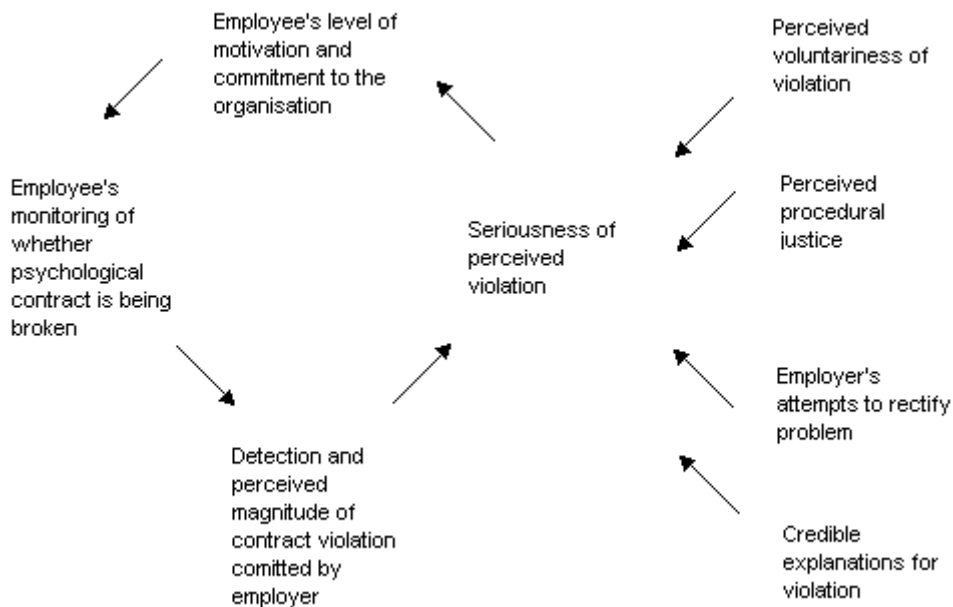 Employee's level of
motivation and
commitment to the
organisation
Perceived
voluntariness of
violation
Employee's
monitoring of
whether
psychological
contract is being
broken
Seriousness of
perceived
violation
Perceived
procedural
justice
Employer's
attempts to rectify
problem
Detection and
perceived
magnitude of
contract violation
comitted by
employer
Credible
explanations for
violation